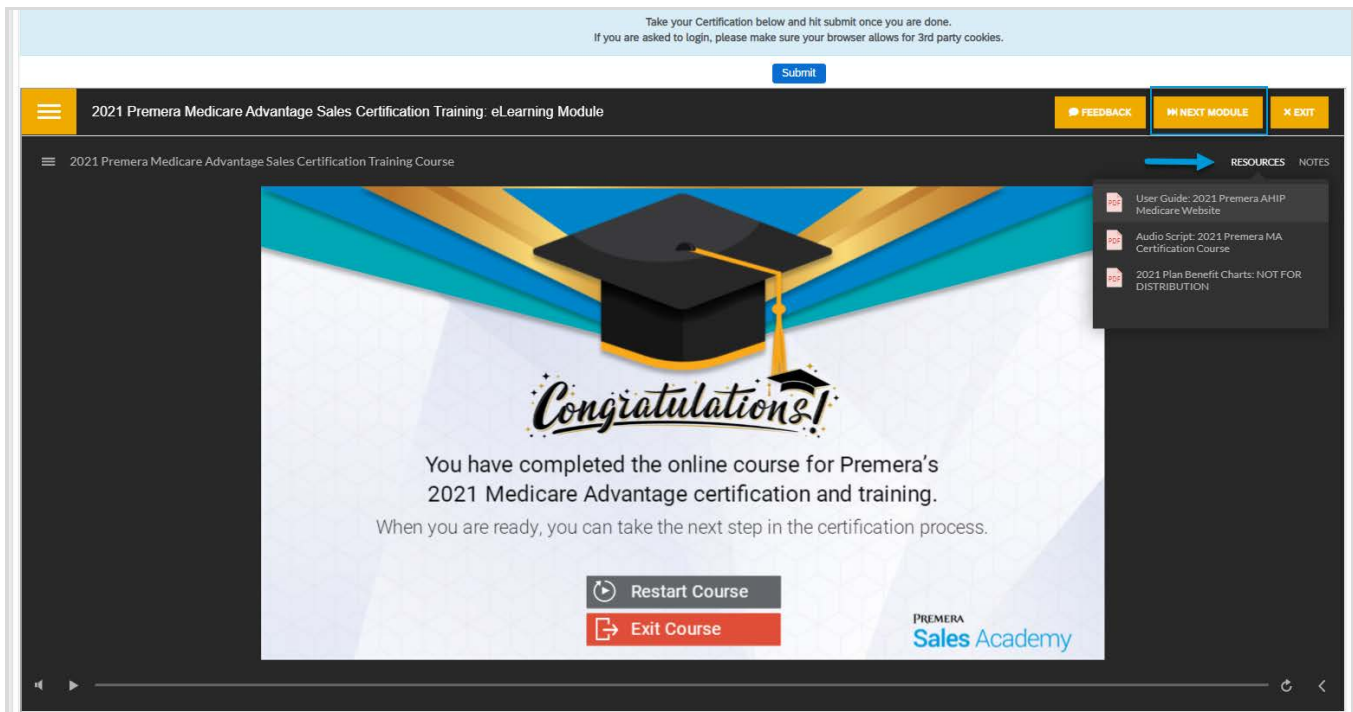 Take your Certification below and hit submit once you are done.
If you are asked to login, please make sure your browser allows for 3rd party cookies.
Submit
2021 Premera Medicare Advantage Sales Certification Training: eLearning Module
FEEDBACK
NEXT MODULE
EXIT
2021 Premera Medicare Advantage Sales Certification Training Course
RESOURCES
NOTES
PDF
User Guide: 2021 Premera AHIP
Medicare Website
PDF
Audio Script: 2021 Premera MA
Certification Course
PDF
2021 Plan Benefit Charts: NOT FOR
DISTRIBUTION
Congratulations!
You have completed the online course for Premera's
2021 Medicare Advantage certification and training.
When you are ready, you can take the next step in the certification process.
Restart Course
Exit Course
PREMERA
Sales Academy